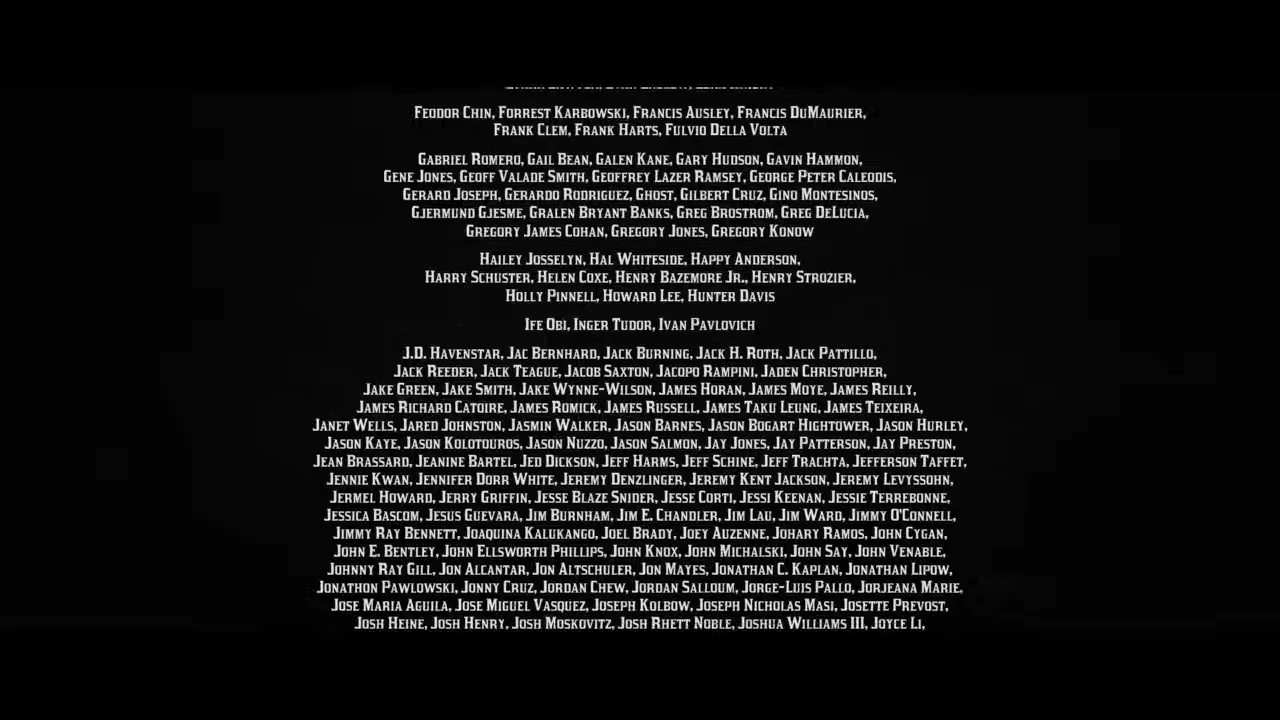 Feodor Chin, Forrest Karbowski, Francis Ausley, Francis DuMaurier,
Frank Clem, Frank Harts, Fulvio Della Volta
Gabriel Romero, Gail Bean, Galen Kane, Gary Hudson, Gavin Hammon,
Gene Jones, Geoff Valade Smith, Geoffrey Lazer Ramsey, George Peter Caleodis,
Gerard Joseph, Gerardo Rodriguez, Ghost, Gilbert Cruz, Gino Montesinos,
Gjermund Gjesme, Gralen Bryant Banks, Greg Brostrom, Greg DeLucia,
Gregory James Cohan, Gregory Jones, Gregory Konow
Hailey Josselyn, Hal Whiteside, Happy Anderson,
Harry Schuster, Helen Coxe, Henry Bazemore Jr., Henry Strozier,
Holly Pinnell, Howard Lee, Hunter Davis
Ife Obi, Inger Tudor, Ivan Pavlovich
J.D. Havenstar, Jac Bernhard, Jack Burning, Jack H. Roth, Jack Pattillo,
Jack Reeder, Jack Teague, Jacob Saxton, Jacopo Rampini, Jaden Christopher,
Jake Green, Jake Smith, Jake Wynne-Wilson, James Horan, James Moye, James Reilly,
James Richard Catoire, James Romick, James Russell, James Taku Leung, James Teixeira,
Janet Wells, Jared Johnston, Jasmin Walker, Jason Barnes, Jason Bogart Hightower, Jason Hurley,
Jason Kaye, Jason Kolotouros, Jason Nuzzo, Jason Salmon, Jay Jones, Jay Patterson, Jay Preston,
Jean Brassard, Jeanine Bartel, Jed Dickson, Jeff Harms, Jeff Schine, Jeff Trachta, Jefferson Taffet,
Jennie Kwan, Jennifer Dorr White, Jeremy Denzlinger, Jeremy Kent Jackson, Jeremy Levyssohn,
Jermel Howard, Jerry Griffin, Jesse Blaze Snider, Jesse Corti, Jessi Keenan, Jessie Terrebonne,
Jessica Bascom, Jesus Guevara, Jim Burnham, Jim E. Chandler, Jim Lau, Jim Ward, Jimmy O'Connell,
Jimmy Ray Bennett, Joaquina Kalukango, Joel Brady, Joey Auzenne, Johary Ramos, John Cygan,
John E. Bentley, John Ellsworth Phillips, John Knox, John Michalski, John Say, John Venable,
Johnny Ray Gill, Jon Alcantar, Jon Altschuler, Jon Mayes, Jonathan C. Kaplan, Jonathan Lipow,
Jonathon Pawlowski, Jonny Cruz, Jordan Chew, Jordan Salloum, Jorge-Luis Pallo, Jorjeana Marie,
Jose Maria Aguila, Jose Miguel Vasquez, Joseph Kolbow, Joseph Nicholas Masi, Josette Prevost,
Josh Heine, Josh Henry, Josh Moskovitz, Josh Rhett Noble, Joshua Williams III, Joyce Li,